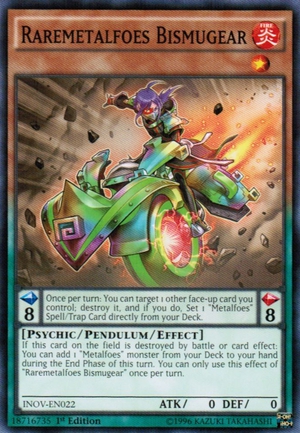 RAREMETALFOES BISMUGEAR
FIRE
炎
8
Once per turn: You can target 1 other face-up card you
control; destroy it, and if you do, Set 1 "Metalfoes"
Spell/Trap Card directly from your Deck.
8
[PSYCHIC/PENDULUM/EFFECT]
If this card on the field is destroyed by battle or card effect:
You can add 1 "Metalfoes" monster from your Deck to your hand
during the End Phase of this turn. You can only use this effect of
"Raremetalfoes Bismugear" once per turn.
INOV-EN022
ATK/ 0 DEF/ 0
18716735 1st Edition
©1996 KAZUKI TAKAHASHI